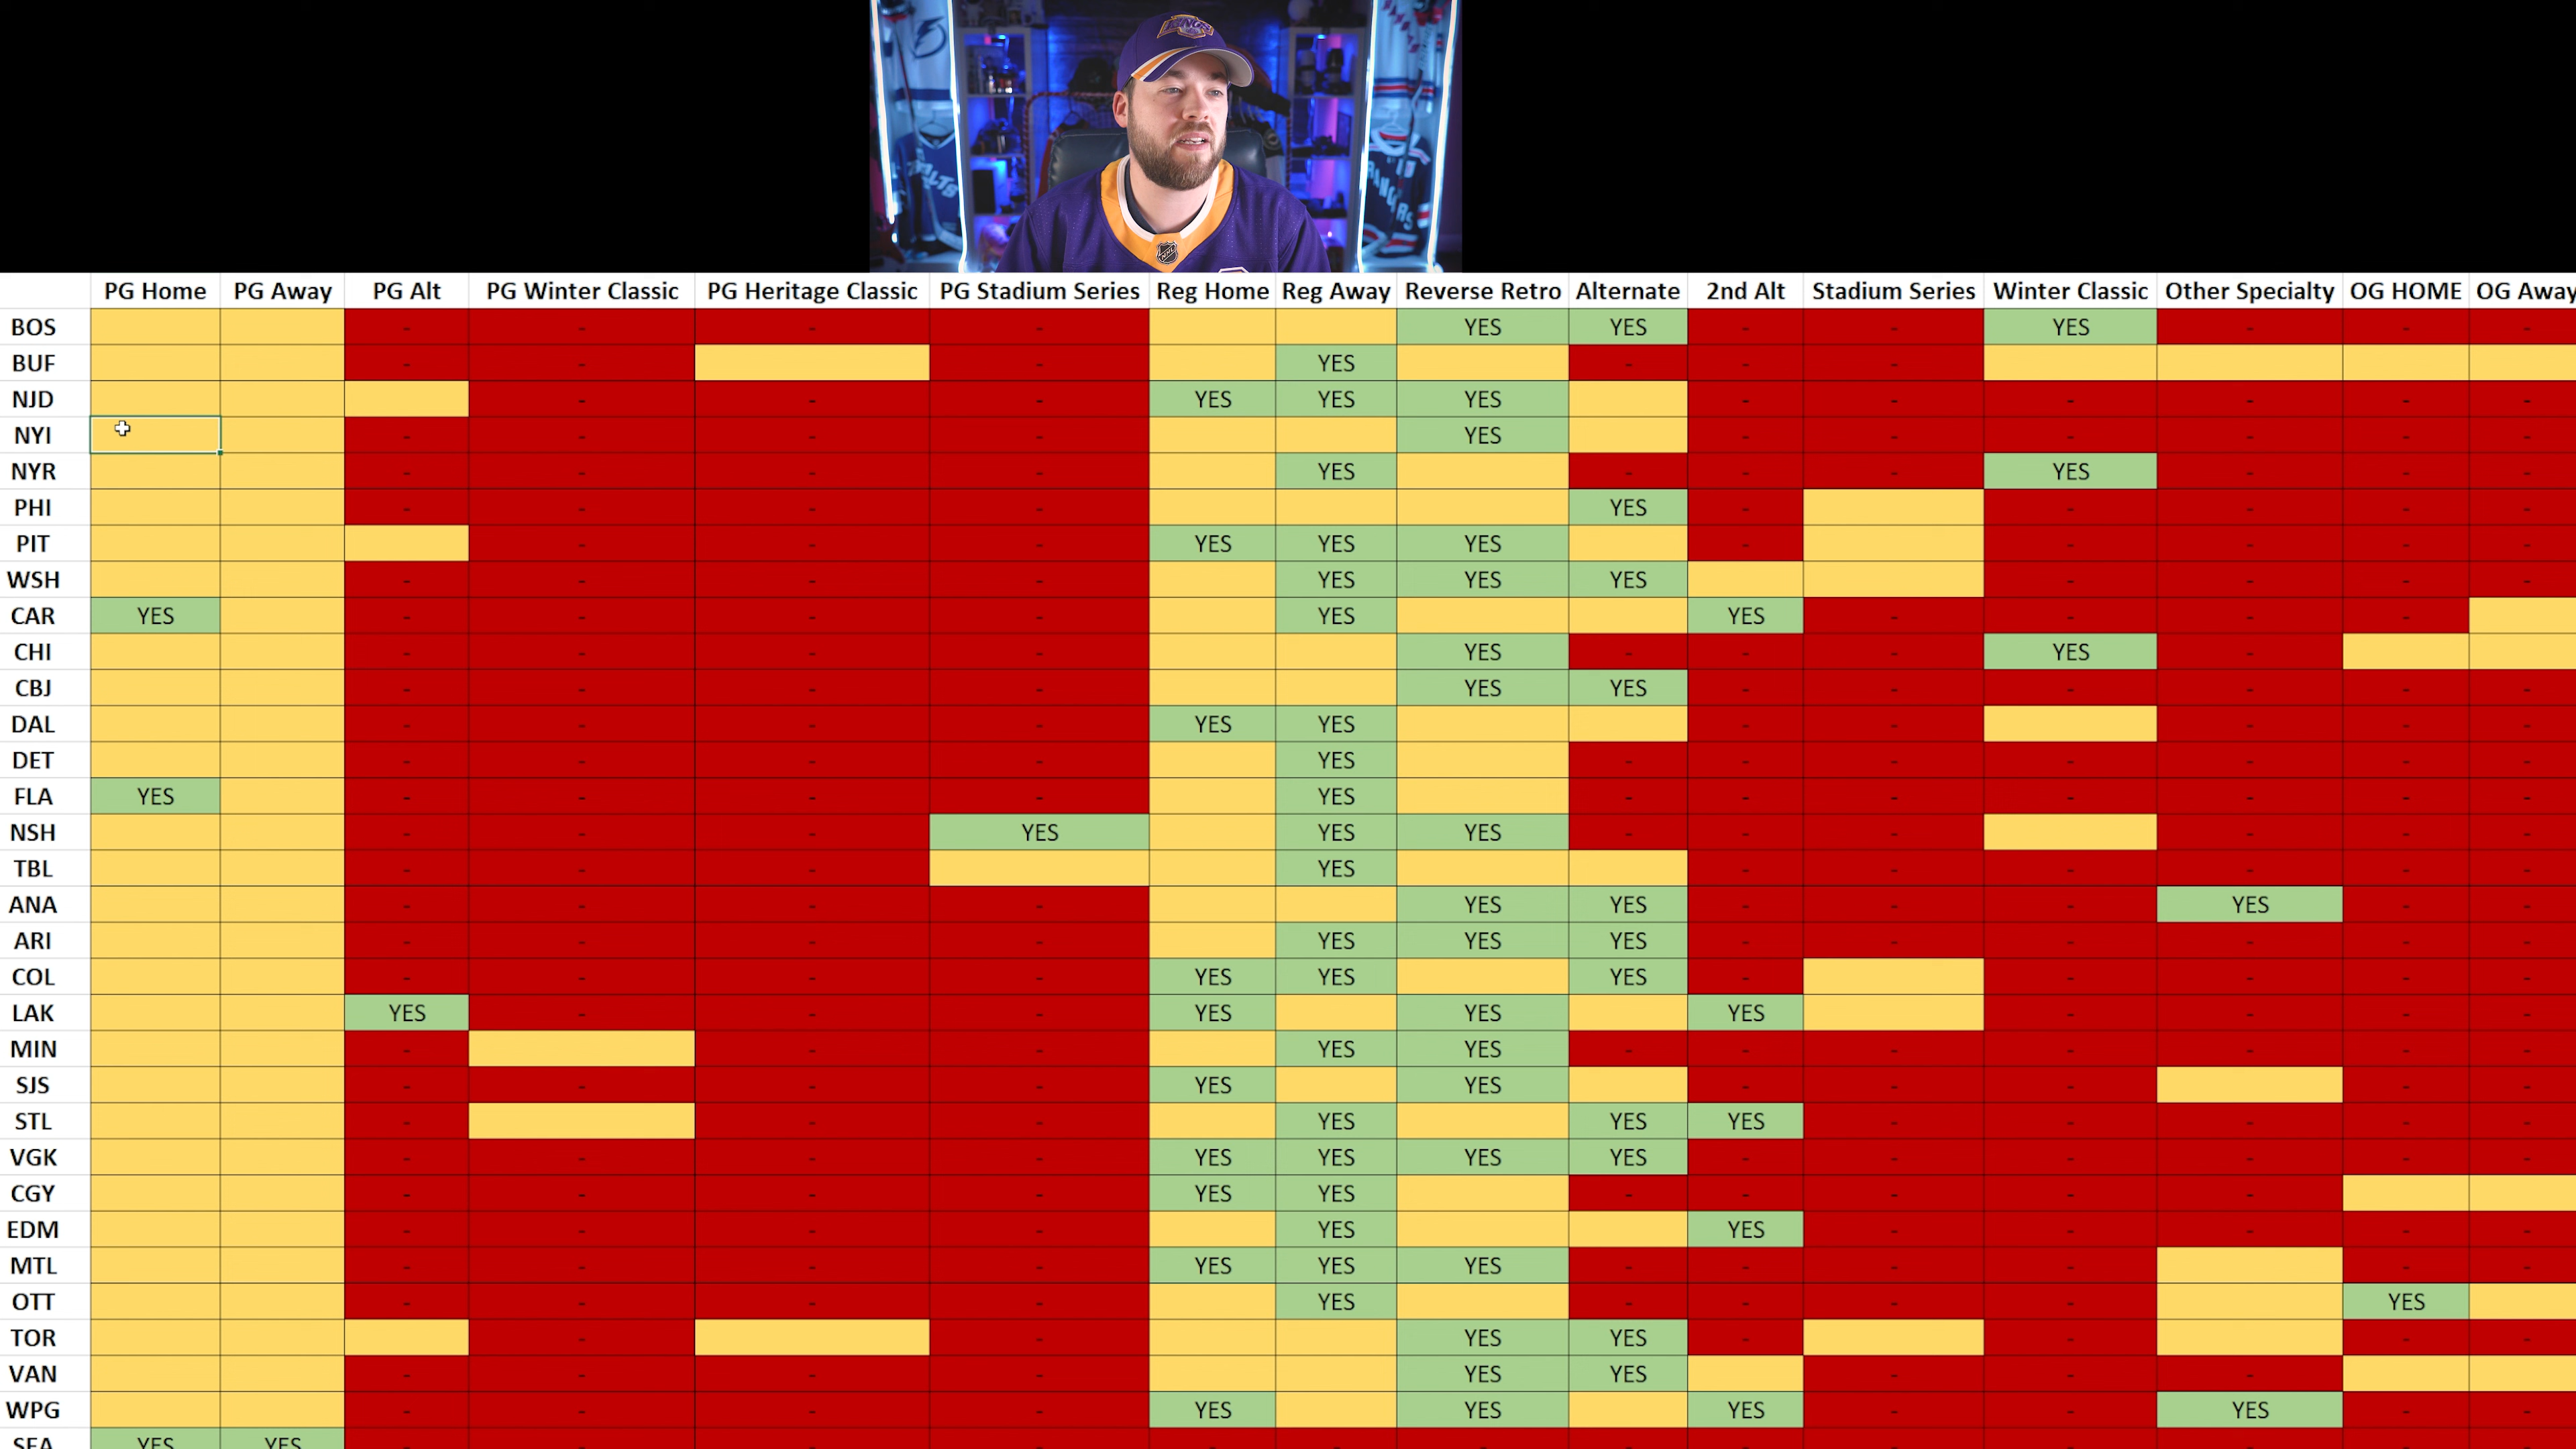 KINGS
NHL
PG Home PG Away PG Alt PG Winter Classic PG Heritage Classic PG Stadium Series Reg Home Reg Away Reverse Retro Alternate 2nd Alt Stadium Series Winter Classic Other Specialty OG HOME OG Away
BOS - - - - YES YES - - YES - - -
BUF - - - YES - - -
NJD - - - YES YES YES - - - - - -
NYI - - - - YES - - - - - -
NYR - - - - YES - - - YES - - -
PHI - - - - YES - - - - -
PIT - - - YES YES YES - - - - -
WSH - - - - YES YES YES - - - -
CAR YES - - - - YES YES - - - -
CHI - - - - YES - - - YES -
CBJ - - - - YES YES - - - - - -
DAL - - - - YES YES - - - - -
DET - - - - YES - - - - - - -
FLA YES - - - - YES - - - - - - -
NSH - - - YES YES YES - - - - - -
TBL - - - YES - - - - - -
ANA - - - - YES YES - - - YES - -
ARI - - - - YES YES YES - - - - - -
COL - - - - YES YES YES - - - - -
LAK YES - - - YES YES YES - - - -
MIN - - - YES YES - - - - - - -
SJS - - - - YES YES - - - - -
STL - - - YES YES YES - - - - -
VGK - - - - YES YES YES YES - - - - - -
CGY - - - - YES YES - - - - -
EDM - - - - YES YES - - - - -
MTL - - - - YES YES YES - - - - - -
OTT - - - - YES - - - - YES
TOR - - YES YES - - - -
VAN - - - - YES YES - - -
WPG - - - - YES YES YES - - YES - -
SEA YES YES - - - - - - - - - - - - - -